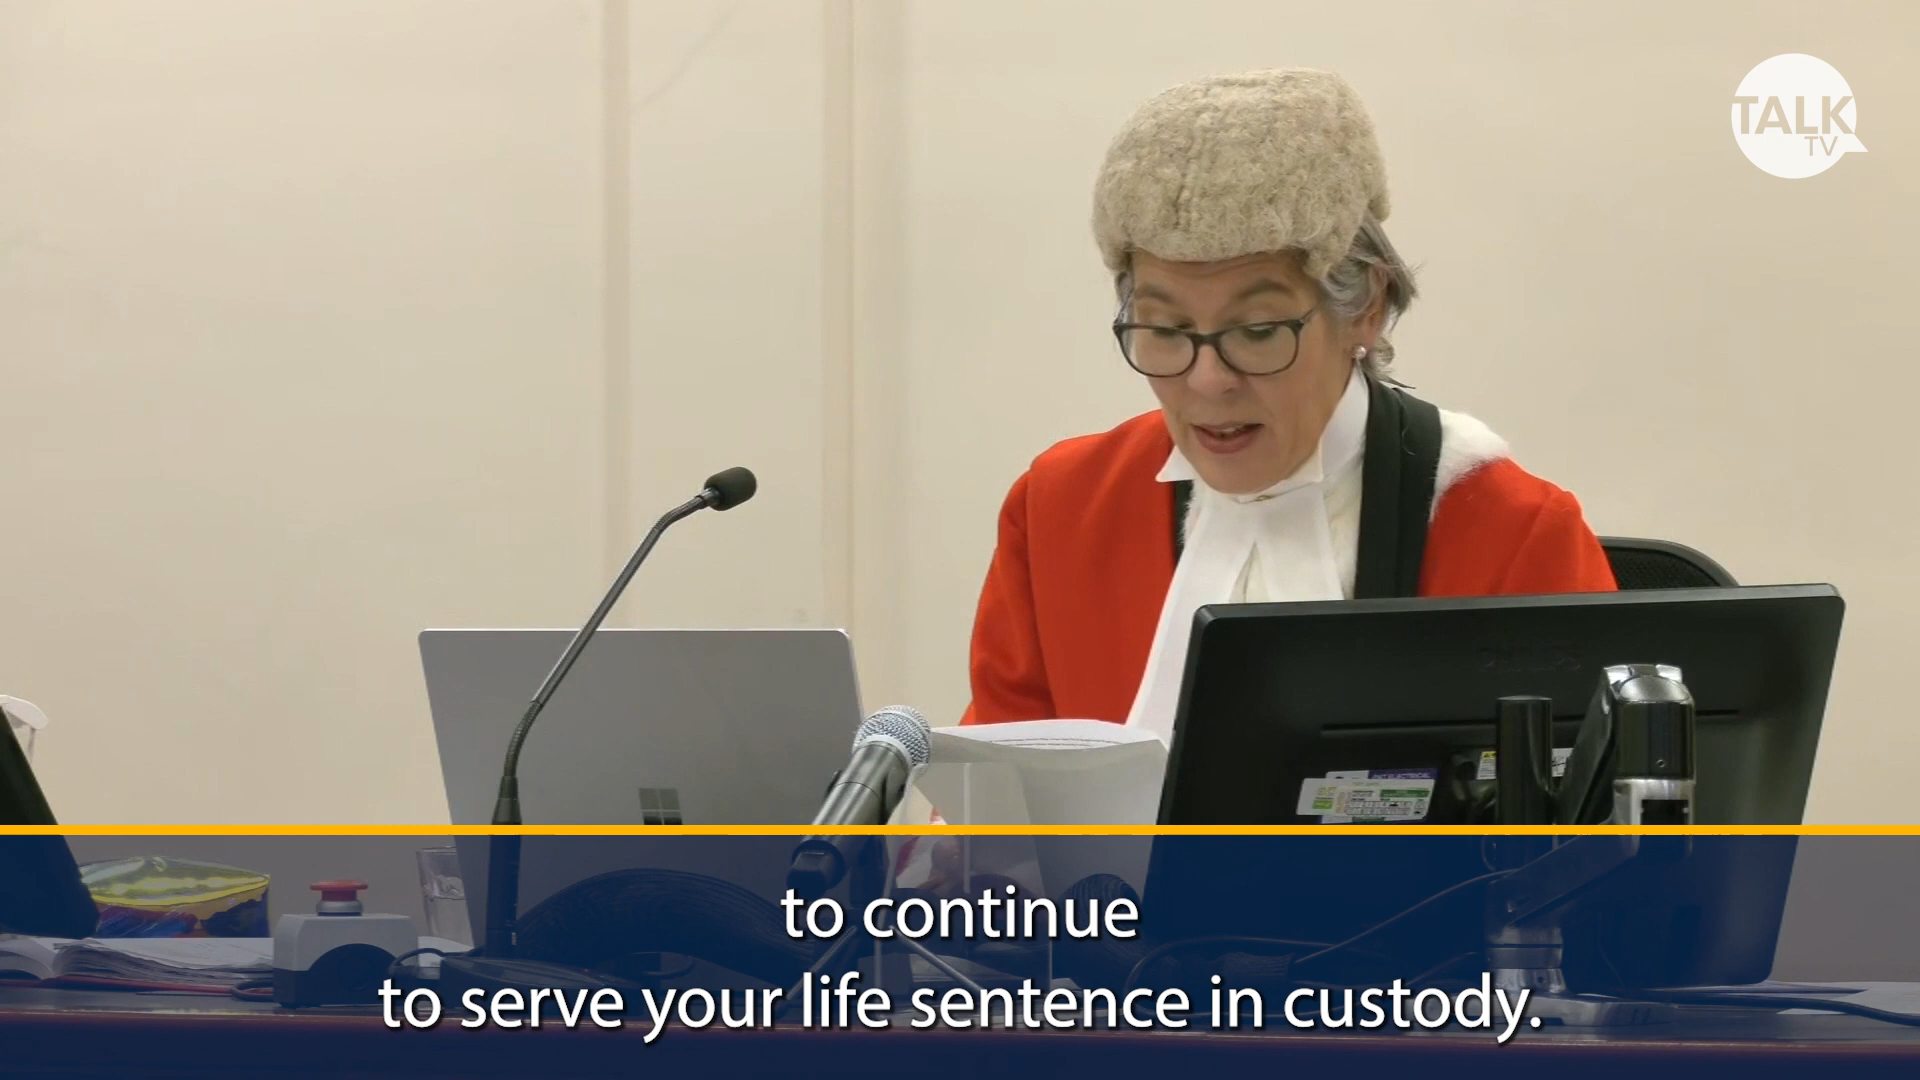 TALK
TV
to continue
to serve your life sentence in custody.